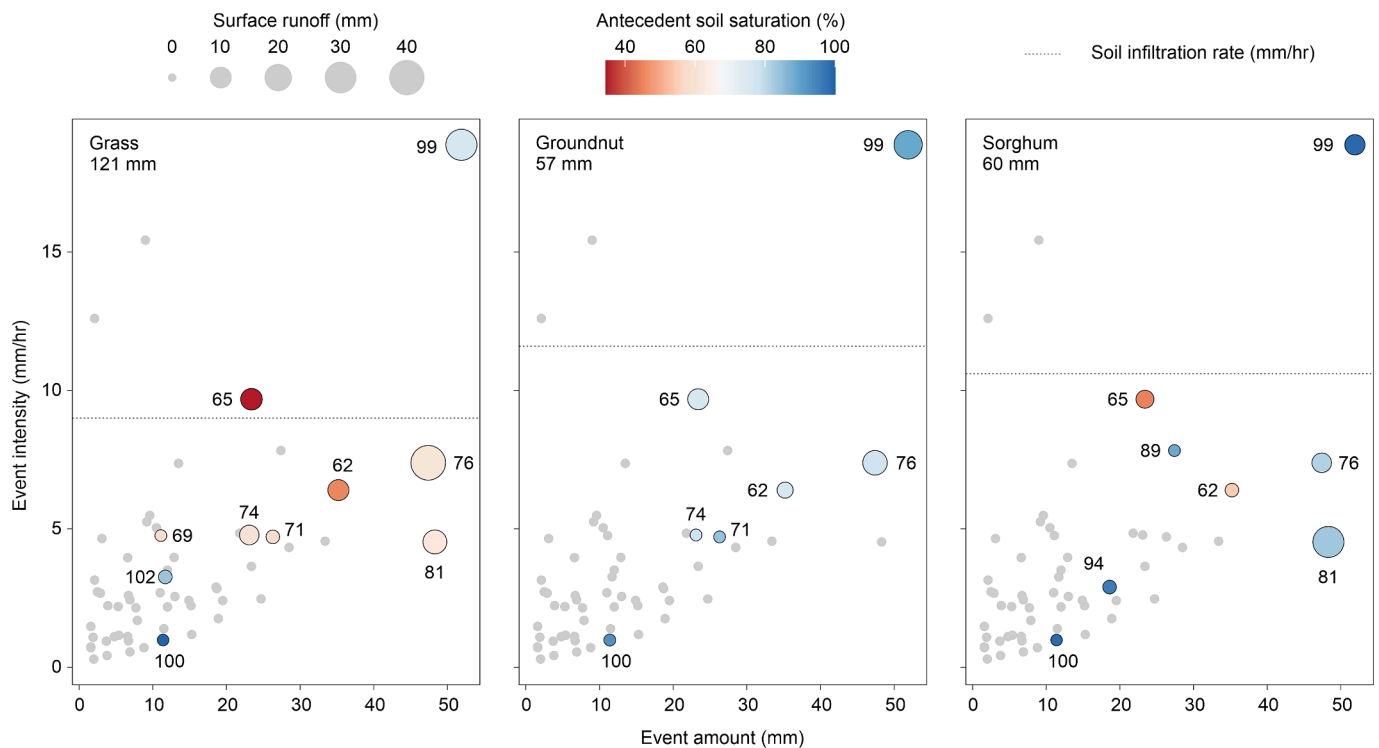 Surface runoff (mm)
0 10 20 30 40
Antecedent soil saturation (%)
40 60 80 100
Soil infiltration rate (mm/hr)
Event intensity (mm/hr)
15
10
5
0
Grass
121 mm
99
65
62
76
74
71
69
81
102
100
0 10 20 30 40 50
Groundnut
57 mm
99
65
76
62
74
71
100
0 10 20 30 40 50
Sorghum
60 mm
99
65
89
76
62
94
81
100
0 10 20 30 40 50
Event amount (mm)